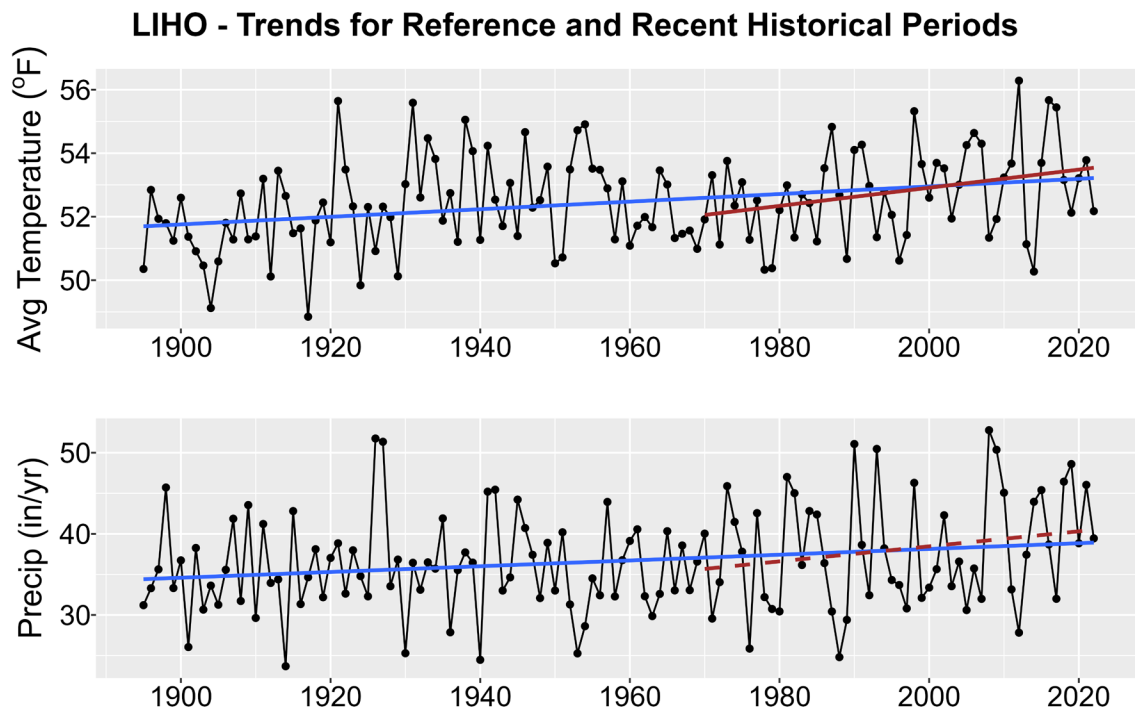 LIHO - Trends for Reference and Recent Historical Periods
Avg Temperature (°F)
56
54
52
50
1900 1920 1940 1960 1980 2000 2020
Precip (in/yr)
50
40
30
1900 1920 1940 1960 1980 2000 2020